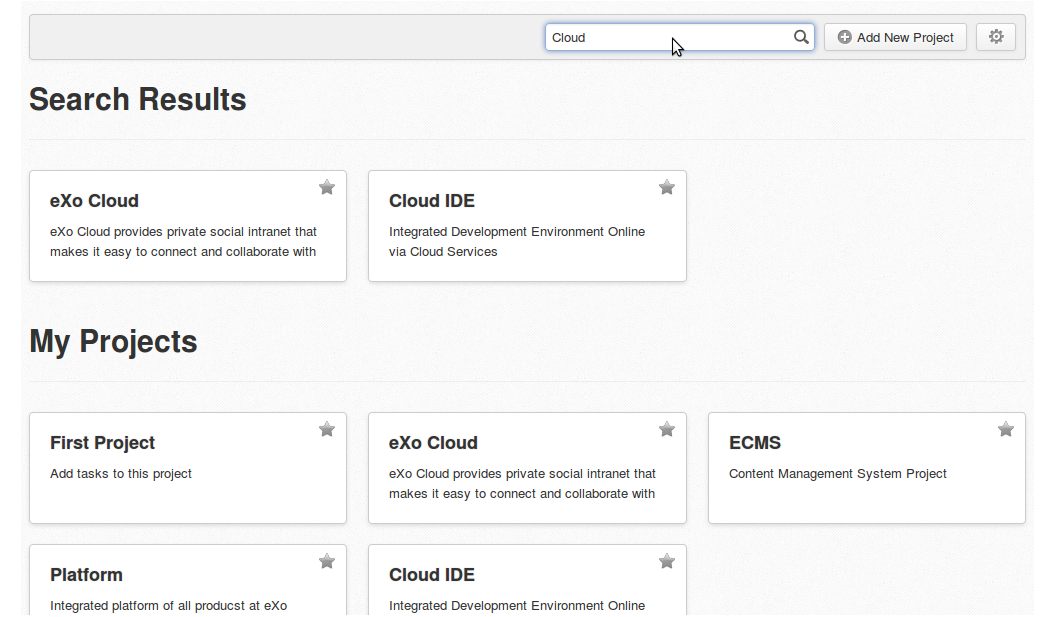 Cloud
Add New Project
Search Results
eXo Cloud
eXo Cloud provides private social intranet that
makes it easy to connect and collaborate with
Cloud IDE
Integrated Development Environment Online
via Cloud Services
My Projects
First Project
Add tasks to this project
eXo Cloud
eXo Cloud provides private social intranet that
makes it easy to connect and collaborate with
ECMS
Content Management System Project
Platform
Integrated platform of all producst at eXo
Cloud IDE
Integrated Development Environment Online